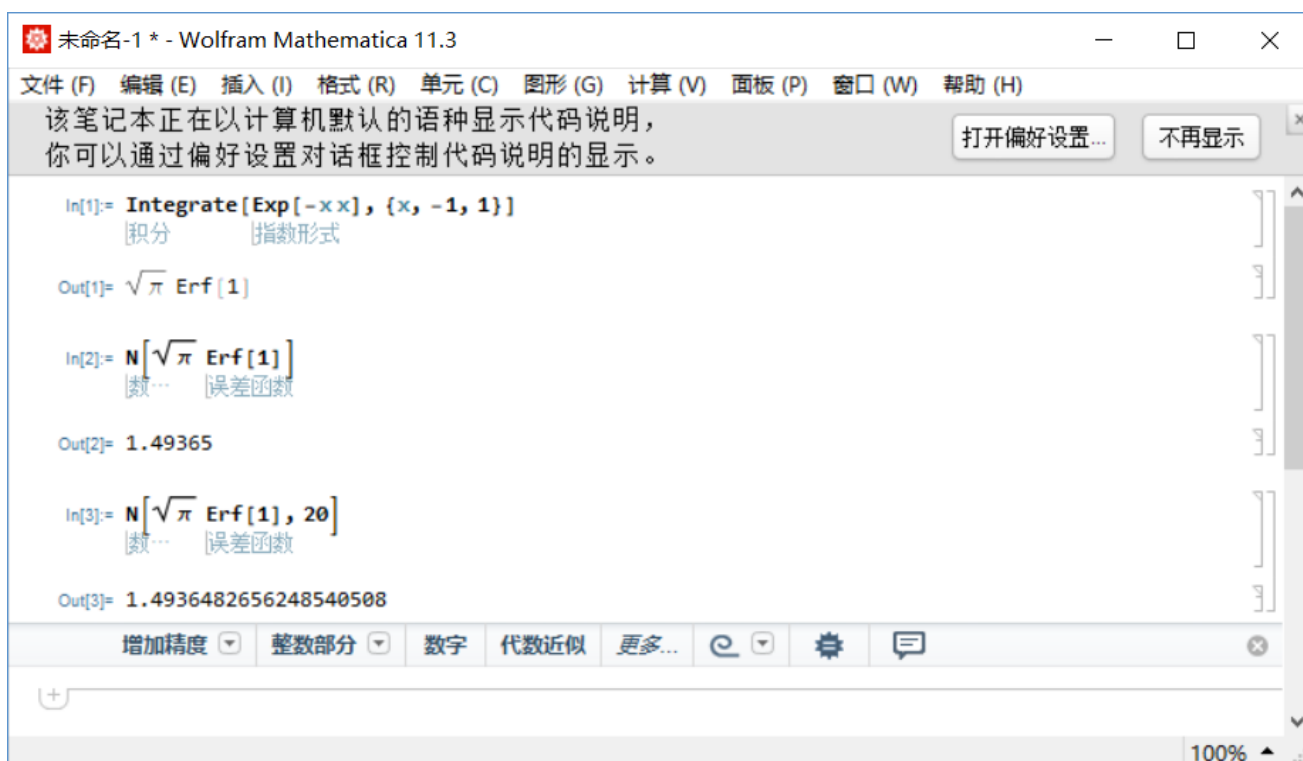 未命名-1 * - Wolfram Mathematica 11.3
文件 (F) 编辑 (E) 插入 (I) 格式 (R) 单元 (C) 图形 (G) 计算 (V) 面板 (P) 窗口 (W) 帮助 (H)
该笔记本正在以计算机默认的语种显示代码说明，
你可以通过偏好设置对话框控制代码说明的显示。
打开偏好设置... 不再显示
In[1]:= Integrate[Exp[-x x], {x, -1, 1}]
积分 指数形式
Out[1]= √π Erf[1]
In[2]:= N[√π Erf[1]]
数… 误差函数
Out[2]= 1.49365
In[3]:= N[√π Erf[1], 20]
数… 误差函数
Out[3]= 1.4936482656248540508
增加精度 整数部分 数字 代数近似 更多...
100%